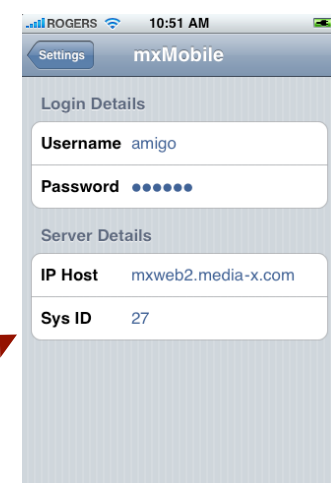 ROGERS 10:51 AM
Settings mxMobile
Login Details
Username amigo
Password ●●●●●●
Server Details
IP Host mxweb2.media-x.com
Sys ID 27